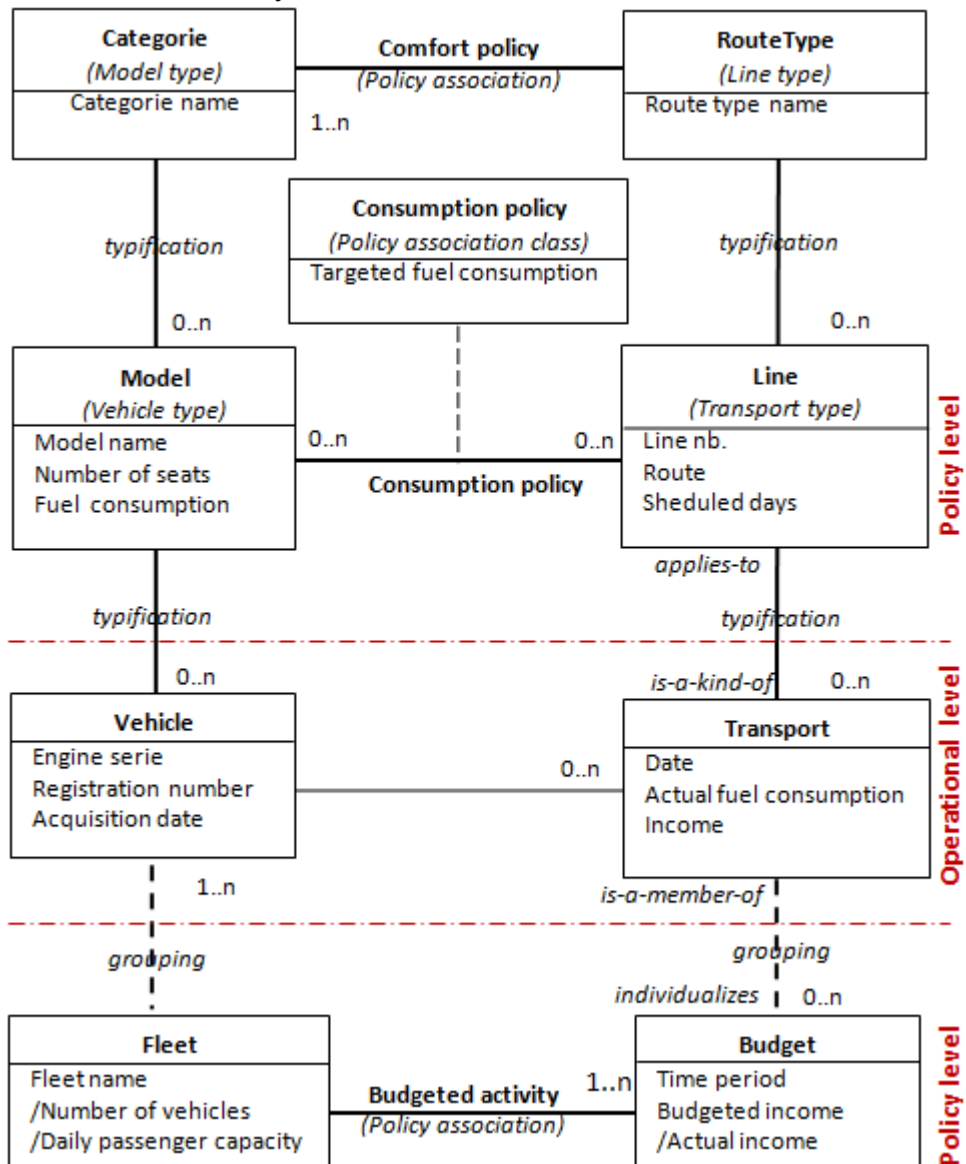 Categorie
(Model type)
Categorie name
Comfort policy
(Policy association)
1..n
RouteType
(Line type)
Route type name
Consumption policy
(Policy association class)
Targeted fuel consumption
typification
typification
0..n
0..n
Model
(Vehicle type)
Model name
Number of seats
Fuel consumption
0..n
0..n
Consumption policy
Line
(Transport type)
Line nb.
Route
Sheduled days
Policy level
applies-to
typification
typification
0..n
is-a-kind-of
0..n
Vehicle
Engine serie
Registration number
Acquisition date
0..n
Transport
Date
Actual fuel consumption
Income
Operational level
1..n
is-a-member-of
grouping
grouping
individualizes
0..n
Fleet
Fleet name
/Number of vehicles
/Daily passenger capacity
Budgeted activity
(Policy association)
1..n
Budget
Time period
Budgeted income
/Actual income
Policy level